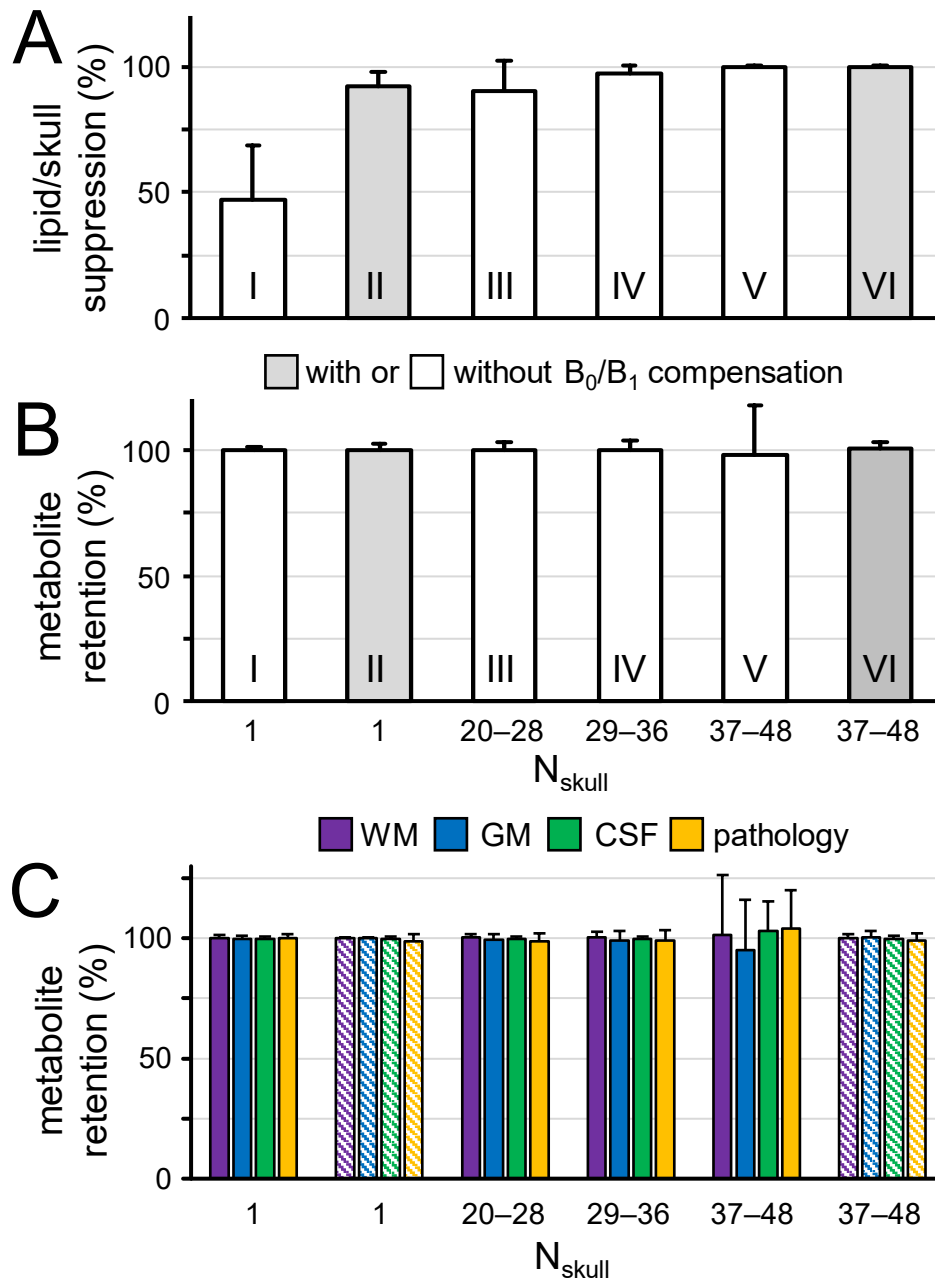 A
lipid/skull
suppression (%)
100
50
0
I II III IV V VI
with or without B₀/B₁ compensation
B
metabolite
retention (%)
100
50
0
I II III IV V VI
1 1 20–28 29–36 37–48 37–48
Nskull
WM GM CSF pathology
C
metabolite
retention (%)
100
50
0
1 1 20–28 29–36 37–48 37–48
Nskull